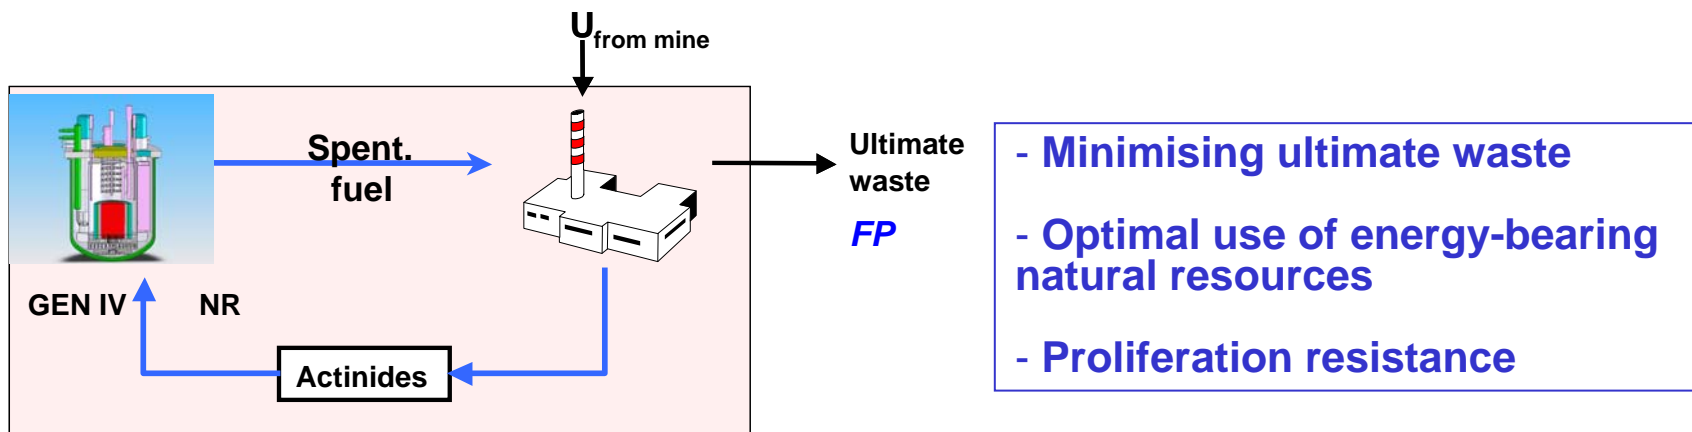 U from mine
Spent.
fuel
Ultimate
waste
FP
GEN IV NR
Actinides
- Minimising ultimate waste
- Optimal use of energy-bearing
natural resources
- Proliferation resistance